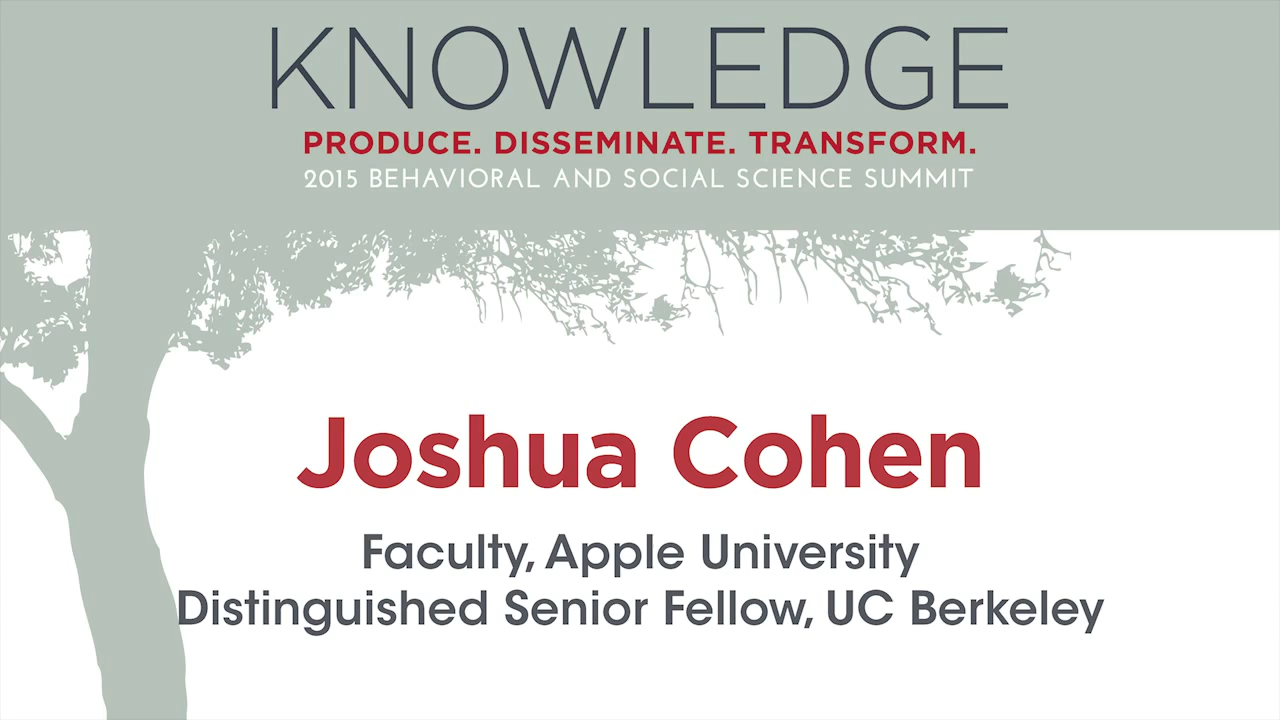 KNOWLEDGE
PRODUCE. DISSEMINATE. TRANSFORM.
2015 BEHAVIORAL AND SOCIAL SCIENCE SUMMIT
Joshua Cohen
Faculty, Apple University
Distinguished Senior Fellow, UC Berkeley